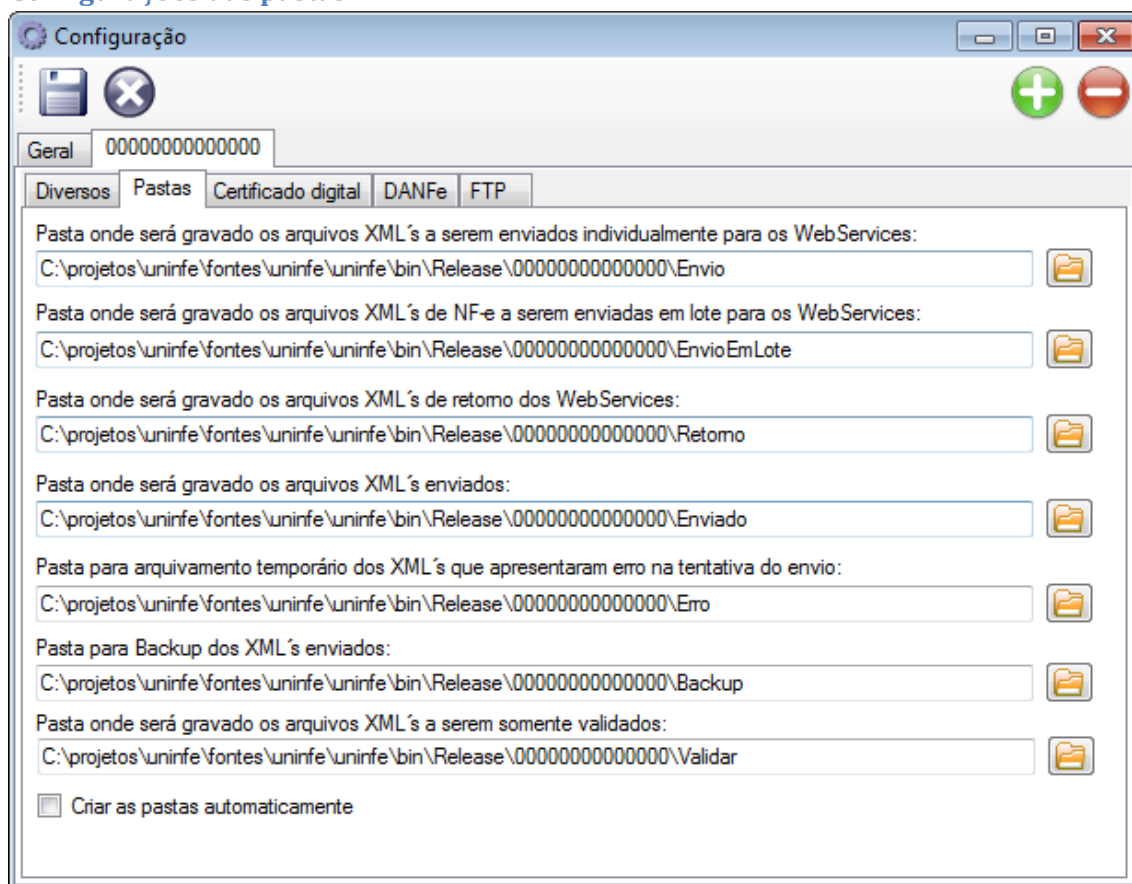 Configuração
Geral 00000000000000
Diversos Pastas Certificado digital DANFe FTP
Pasta onde será gravado os arquivos XML´s a serem enviados individualmente para os WebServices:
C:\projetos\uninfe\fontes\uninfe\uninfe\bin\Release\00000000000000\Envio
Pasta onde será gravado os arquivos XML´s de NF-e a serem enviadas em lote para os WebServices:
C:\projetos\uninfe\fontes\uninfe\uninfe\bin\Release\00000000000000\EnvioEmLote
Pasta onde será gravado os arquivos XML´s de retorno dos WebServices:
C:\projetos\uninfe\fontes\uninfe\uninfe\bin\Release\00000000000000\Retorno
Pasta onde será gravado os arquivos XML´s enviados:
C:\projetos\uninfe\fontes\uninfe\uninfe\bin\Release\00000000000000\Enviado
Pasta para arquivamento temporário dos XML´s que apresentaram erro na tentativa do envio:
C:\projetos\uninfe\fontes\uninfe\uninfe\bin\Release\00000000000000\Erro
Pasta para Backup dos XML´s enviados:
C:\projetos\uninfe\fontes\uninfe\uninfe\bin\Release\00000000000000\Backup
Pasta onde será gravado os arquivos XML´s a serem somente validados:
C:\projetos\uninfe\fontes\uninfe\uninfe\bin\Release\00000000000000\Validar
Criar as pastas automaticamente